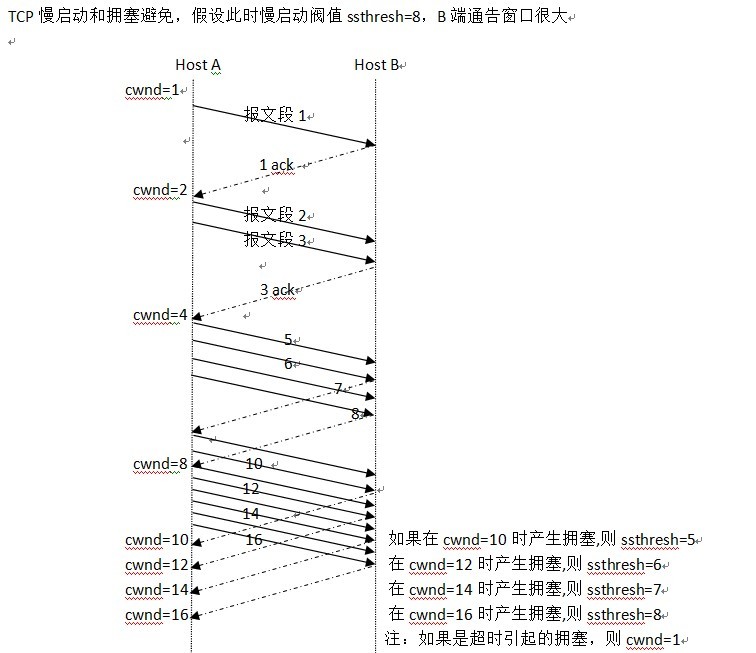 TCP 慢启动和拥塞避免，假设此时慢启动阀值 ssthresh=8，B 端通告窗口很大
Host A
Host B
cwnd=1
报文段 1
1 ack
cwnd=2
报文段 2
报文段 3
3 ack
cwnd=4
5
6
7
8
cwnd=8
10
12
14
16
cwnd=10
如果在 cwnd=10 时产生拥塞,则 ssthresh=5
cwnd=12
在 cwnd=12 时产生拥塞,则 ssthresh=6
cwnd=14
在 cwnd=14 时产生拥塞,则 ssthresh=7
cwnd=16
在 cwnd=16 时产生拥塞,则 ssthresh=8
注：如果是超时引起的拥塞，则 cwnd=1